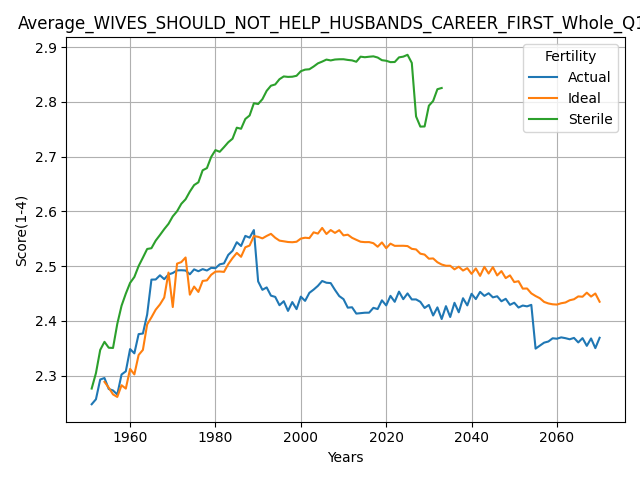 Average_WIVES_SHOULD_NOT_HELP_HUSBANDS_CAREER_FIRST_Whole_Q1
Fertility
Actual
Ideal
Sterile
Score(1-4)
2.9
2.8
2.7
2.6
2.5
2.4
2.3
1960 1980 2000 2020 2040 2060
Years